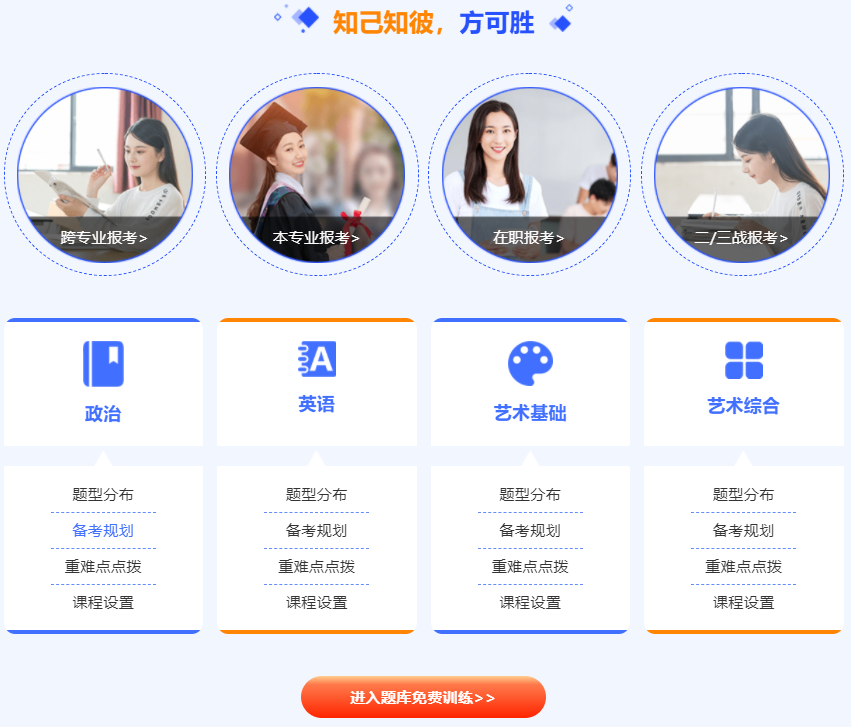 知己知彼，方可胜
跨专业报考>
本专业报考>
在职报考>
二/三战报考>
政治
英语
艺术基础
艺术综合
题型分布
备考规划
重难点点拨
课程设置
题型分布
备考规划
重难点点拨
课程设置
题型分布
备考规划
重难点点拨
课程设置
题型分布
备考规划
重难点点拨
课程设置
进入题库免费训练>>